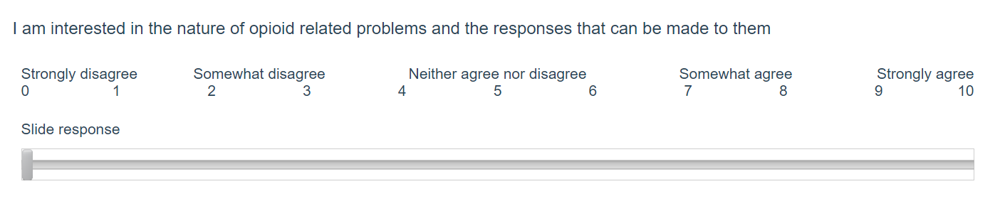 I am interested in the nature of opioid related problems and the responses that can be made to them
Strongly disagree Somewhat disagree Neither agree nor disagree Somewhat agree Strongly agree
0 1 2 3 4 5 6 7 8 9 10
Slide response